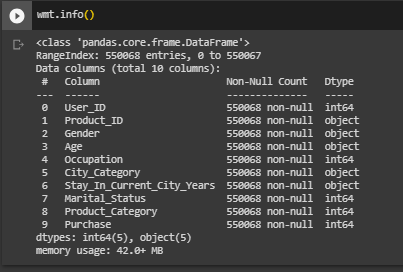 wmt.info()
<class 'pandas.core.frame.DataFrame'>
RangeIndex: 550068 entries, 0 to 550067
Data columns (total 10 columns):
 #   Column                      Non-Null Count   Dtype
---  ------                      --------------   -----
 0   User_ID                     550068 non-null  int64
 1   Product_ID                  550068 non-null  object
 2   Gender                      550068 non-null  object
 3   Age                         550068 non-null  object
 4   Occupation                  550068 non-null  int64
 5   City_Category               550068 non-null  object
 6   Stay_In_Current_City_Years  550068 non-null  object
 7   Marital_Status              550068 non-null  int64
 8   Product_Category            550068 non-null  int64
 9   Purchase                    550068 non-null  int64
dtypes: int64(5), object(5)
memory usage: 42.0+ MB